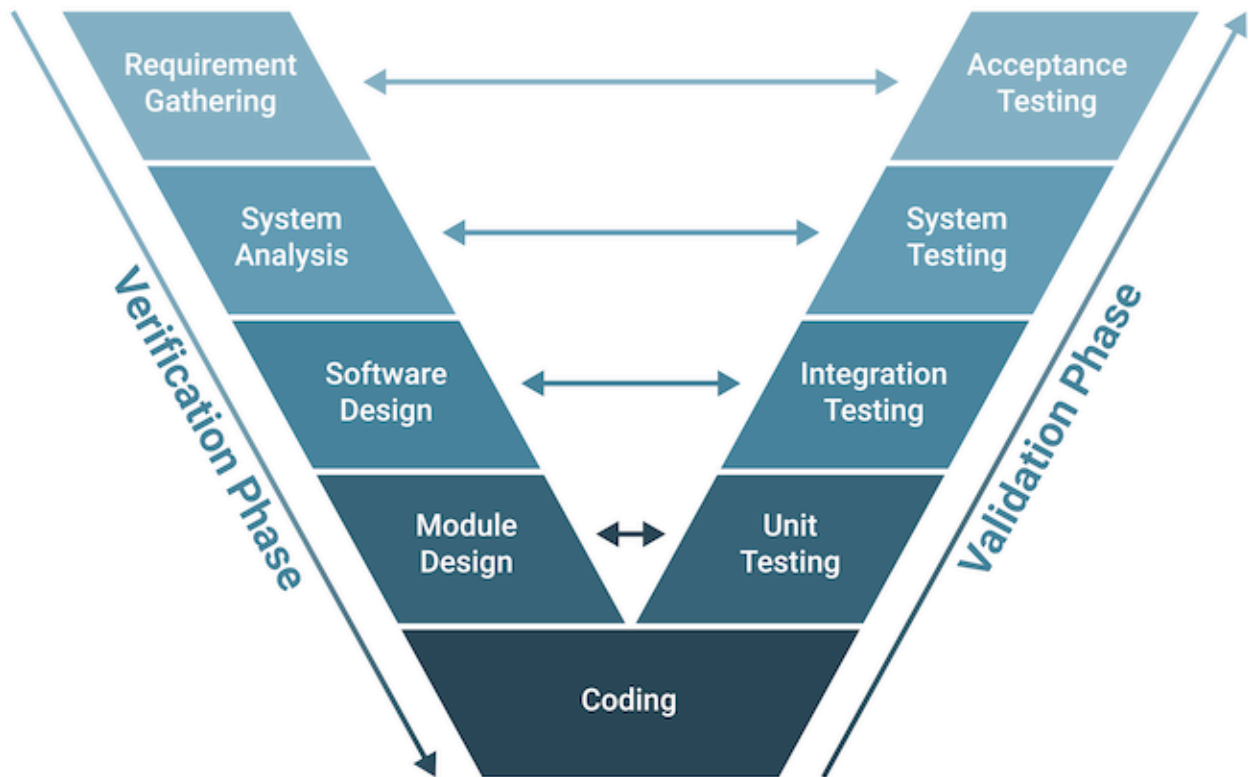 Requirement
Gathering
Acceptance
Testing
System
Analysis
System
Testing
Software
Design
Integration
Testing
Module
Design
Unit
Testing
Coding
Verification Phase
Validation Phase